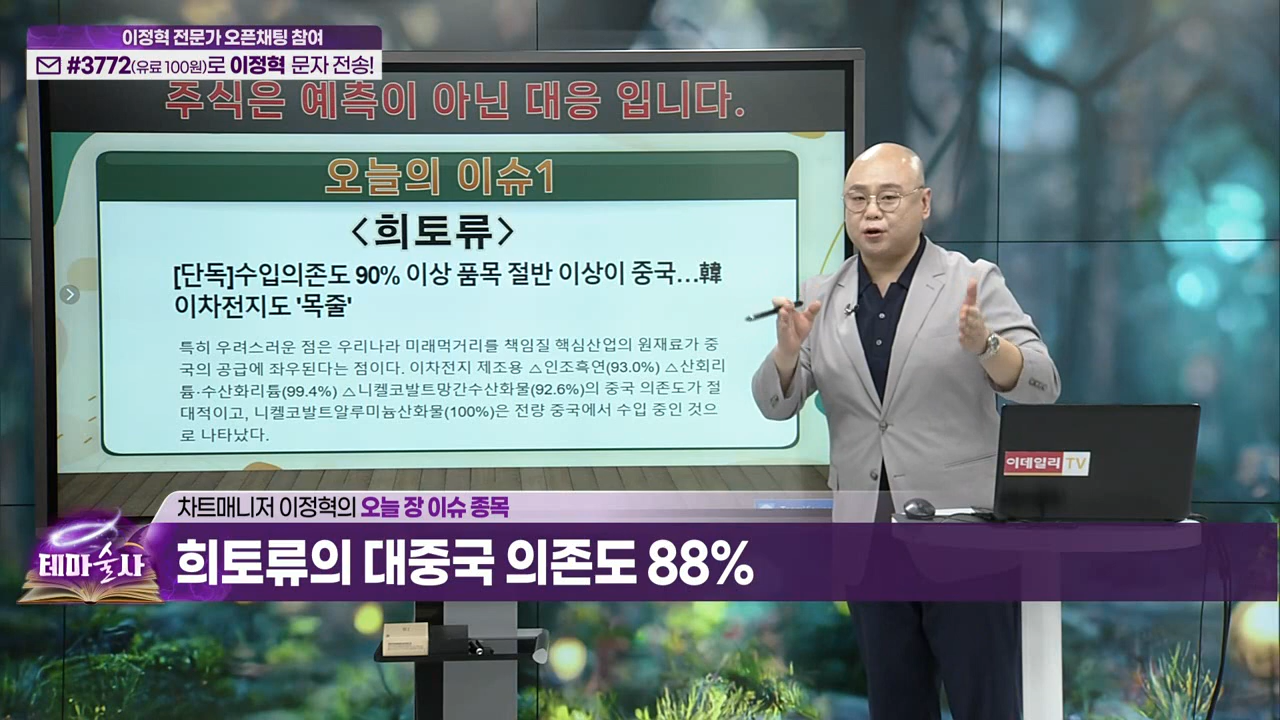 이정혁 전문가 오픈채팅 참여
#3772(유료 100원)로 이정혁 문자 전송!
주식은 예측이 아닌 대응 입니다.
오늘의 이슈1
<희토류>
[단독]수입의존도 90% 이상 품목 절반 이상이 중국…韓
이차전지도 '목줄'
특히 우려스러운 점은 우리나라 미래먹거리를 책임질 핵심산업의 원재료가 중
국의 공급에 좌우된다는 점이다. 이차전지 제조용 △인조흑연(93.0%) △산화리
튬·수산화리튬(99.4%) △니켈코발트망간수산화물(92.6%)의 중국 의존도가 절
대적이고, 니켈코발트알루미늄산화물(100%)은 전량 중국에서 수입 중인 것으
로 나타났다.
이데일리TV
차트매니저 이정혁의 오늘 장 이슈 종목
테마술사
희토류의 대중국 의존도 88%